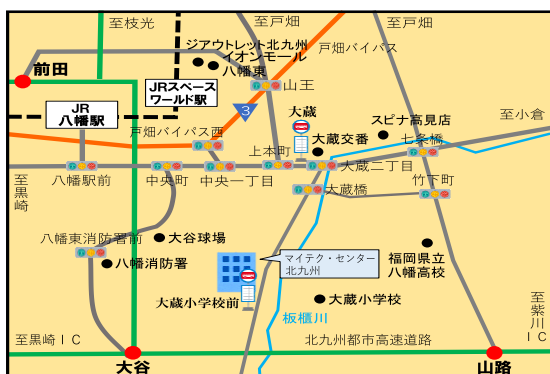 至枝光
至戸畑
至戸畑
ジアウトレット北九州
イオンモール
八幡東
戸畑バイパス
前田
JRスペース
ワールド駅
山王
3
JR
八幡駅
大蔵
スピナ高見店
至小倉
戸畑バイパス西
大蔵交番
七条橋
上本町
至黒崎
八幡駅前
中央町
中央一丁目
大蔵二丁目
大蔵橋
竹下町
八幡東消防署前
大谷球場
八幡消防署
マイテク・センター
北九州
福岡県立
八幡高校
大蔵小学校前
大蔵小学校
板櫃川
至黒崎IC
北九州都市高速道路
至紫川IC
大谷
山路